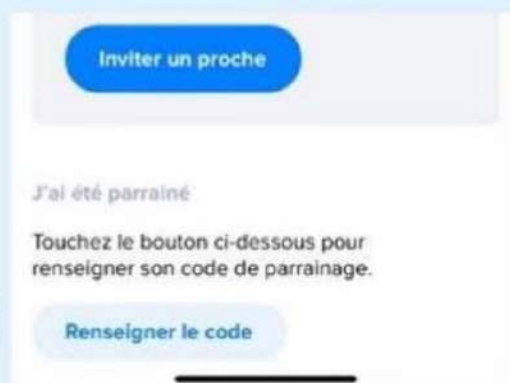 Inviter un proche
J'ai été parrainé
Touchez le bouton ci-dessous pour
renseigner son code de parrainage.
Renseigner le code